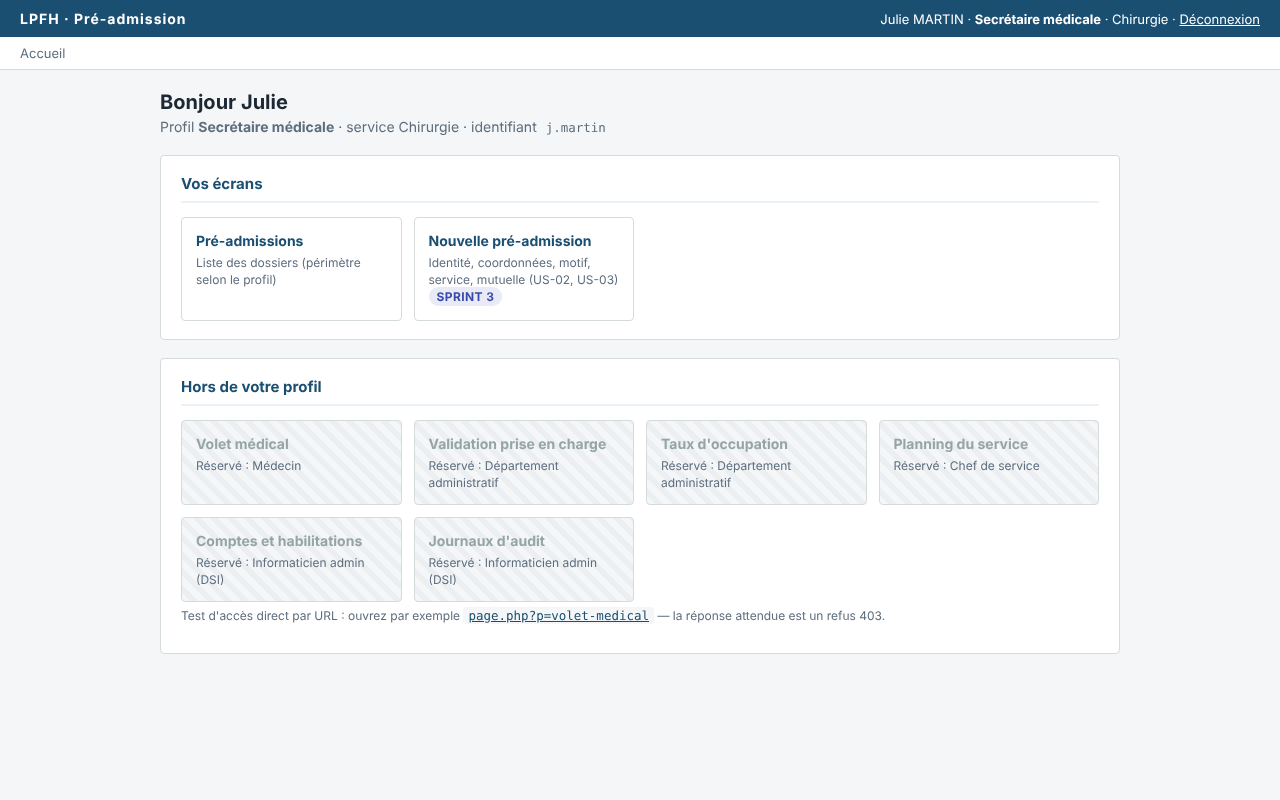 LPFH · Pré-admission
Julie MARTIN · Secrétaire médicale · Chirurgie · Déconnexion
Accueil
Bonjour Julie
Profil Secrétaire médicale · service Chirurgie · identifiant j.martin
Vos écrans
Pré-admissions
Liste des dossiers (périmètre
selon le profil)
Nouvelle pré-admission
Identité, coordonnées, motif,
service, mutuelle (US-02, US-03)
SPRINT 3
Hors de votre profil
Volet médical
Réservé : Médecin
Validation prise en charge
Réservé : Département
administratif
Taux d'occupation
Réservé : Département
administratif
Planning du service
Réservé : Chef de service
Comptes et habilitations
Réservé : Informaticien admin
(DSI)
Journaux d'audit
Réservé : Informaticien admin
(DSI)
Test d'accès direct par URL : ouvrez par exemple page.php?p=volet-medical — la réponse attendue est un refus 403.